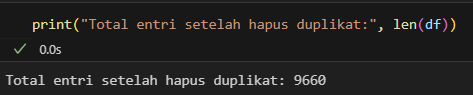 print("Total entri setelah hapus duplikat:", len(df))
✓ 0.0s
Total entri setelah hapus duplikat: 9660